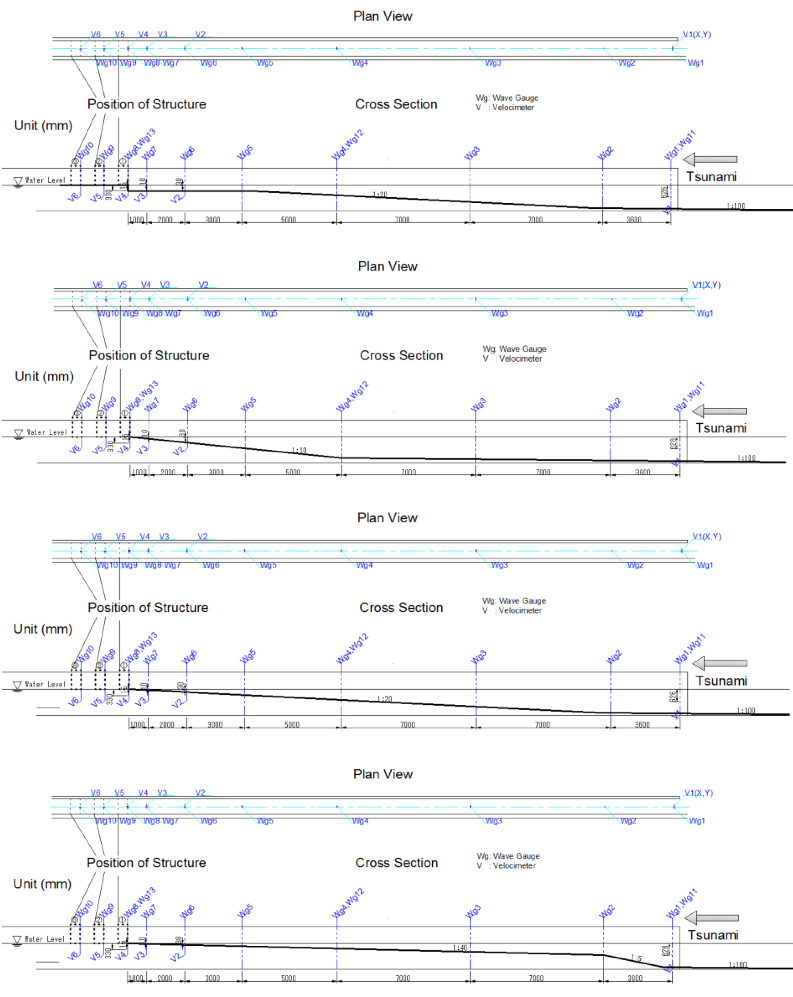 Plan View
V6 V5 V4 V3 V2 V1(X,Y)
Wg10 Wg9 Wg8 Wg7 Wg6 Wg5 Wg4 Wg3 Wg2 Wg1
Position of Structure Cross Section Wg: Wave Gauge
V : Velocimeter
Unit (mm)
Wg10 Wg9 Wg8,Wg13 Wg7 Wg6 Wg5 Wg4,Wg12 Wg3 Wg2 Wg1,Wg11
Tsunami
Water Level
1:20
V6 V5 330 V4 V3 V2 626 1:100
1000 2000 3000 5000 7000 7000 3600
Plan View
V6 V5 V4 V3 V2 V1(X,Y)
Wg10 Wg9 Wg8 Wg7 Wg6 Wg5 Wg4 Wg3 Wg2 Wg1
Position of Structure Cross Section Wg: Wave Gauge
V : Velocimeter
Unit (mm)
Wg10 Wg9 Wg8,Wg13 Wg7 Wg6 Wg5 Wg4,Wg12 Wg3 Wg2 Wg1,Wg11
Tsunami
Water Level
1:10
V6 V5 330 V4 V3 V2 626 1:100
1000 2000 3000 5000 7000 7000 3600
Plan View
V6 V5 V4 V3 V2 V1(X,Y)
Wg10 Wg9 Wg8 Wg7 Wg6 Wg5 Wg4 Wg3 Wg2 Wg1
Position of Structure Cross Section Wg: Wave Gauge
V : Velocimeter
Unit (mm)
Wg10 Wg9 Wg8,Wg13 Wg7 Wg6 Wg5 Wg4,Wg12 Wg3 Wg2 Wg1,Wg11
Tsunami
Water Level
1:20
V6 V5 330 V4 V3 V2 626 1:100
1000 2000 3000 5000 7000 7000 3600
Plan View
V6 V5 V4 V3 V2 V1(X,Y)
Wg10 Wg9 Wg8 Wg7 Wg6 Wg5 Wg4 Wg3 Wg2 Wg1
Position of Structure Cross Section Wg: Wave Gauge
V : Velocimeter
Unit (mm)
Wg10 Wg9 Wg8,Wg13 Wg7 Wg6 Wg5 Wg4,Wg12 Wg3 Wg2 Wg1,Wg11
Tsunami
Water Level
1:40
V6 V5 330 V4 V3 V2 1:100
1000 2000 3000 5000 7000 7000 3600